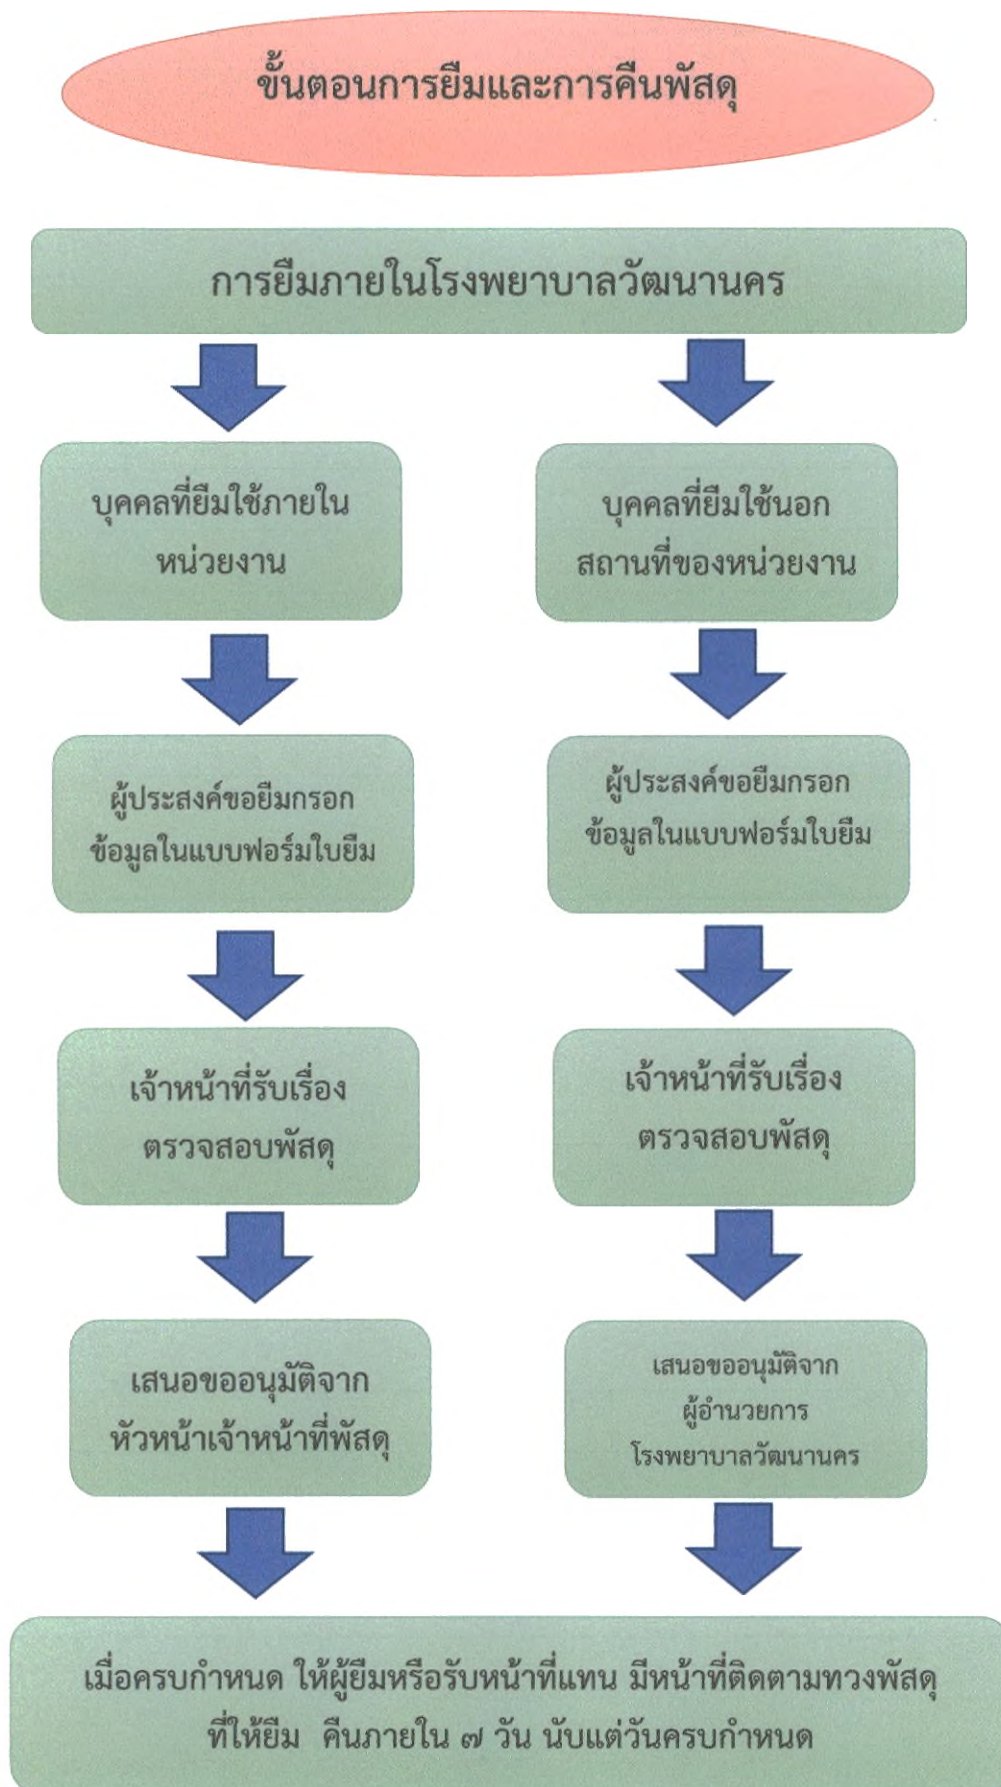 ขั้นตอนการยืมและการคืนพัสดุ
การยืมภายในโรงพยาบาลวัฒนานคร
บุคคลที่ยืมใช้ภายใน
หน่วยงาน
บุคคลที่ยืมใช้นอก
สถานที่ของหน่วยงาน
ผู้ประสงค์ขอยืมกรอก
ข้อมูลในแบบฟอร์มใบยืม
ผู้ประสงค์ขอยืมกรอก
ข้อมูลในแบบฟอร์มใบยืม
เจ้าหน้าที่รับเรื่อง
ตรวจสอบพัสดุ
เจ้าหน้าที่รับเรื่อง
ตรวจสอบพัสดุ
เสนอขออนุมัติจาก
หัวหน้าเจ้าหน้าที่พัสดุ
เสนอขออนุมัติจาก
ผู้อำนวยการ
โรงพยาบาลวัฒนานคร
เมื่อครบกำหนด ให้ผู้ยืมหรือรับหน้าที่แทน มีหน้าที่ติดตามทวงพัสดุ
ที่ให้ยืม คืนภายใน ๗ วัน นับแต่วันครบกำหนด